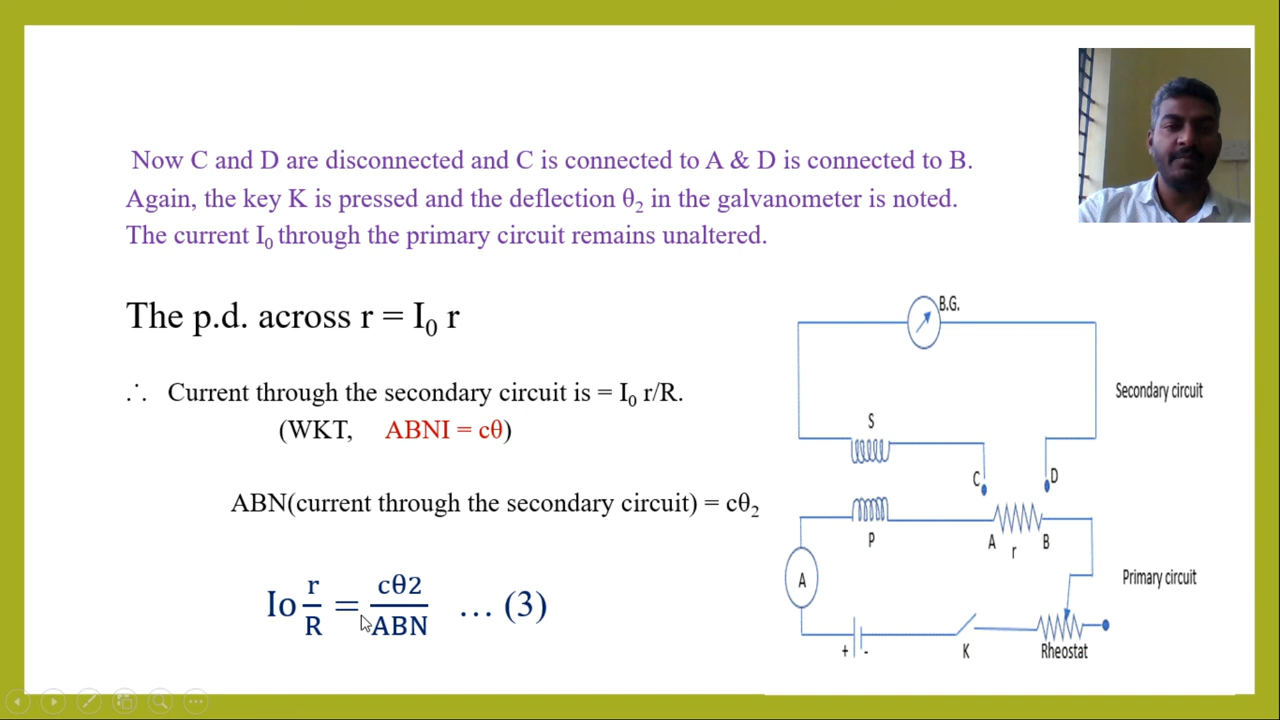 Now C and D are disconnected and C is connected to A & D is connected to B.
Again, the key K is pressed and the deflection θ₂ in the galvanometer is noted.
The current I₀ through the primary circuit remains unaltered.
The p.d. across r = I₀ r
∴ Current through the secondary circuit is = I₀ r/R.
(WKT, ABNI = cθ)
ABN(current through the secondary circuit) = cθ₂
Io r/R = cθ2/ABN … (3)
B.G.
Secondary circuit
S
C
D
P
A
r
B
A
Primary circuit
+
-
K
Rheostat